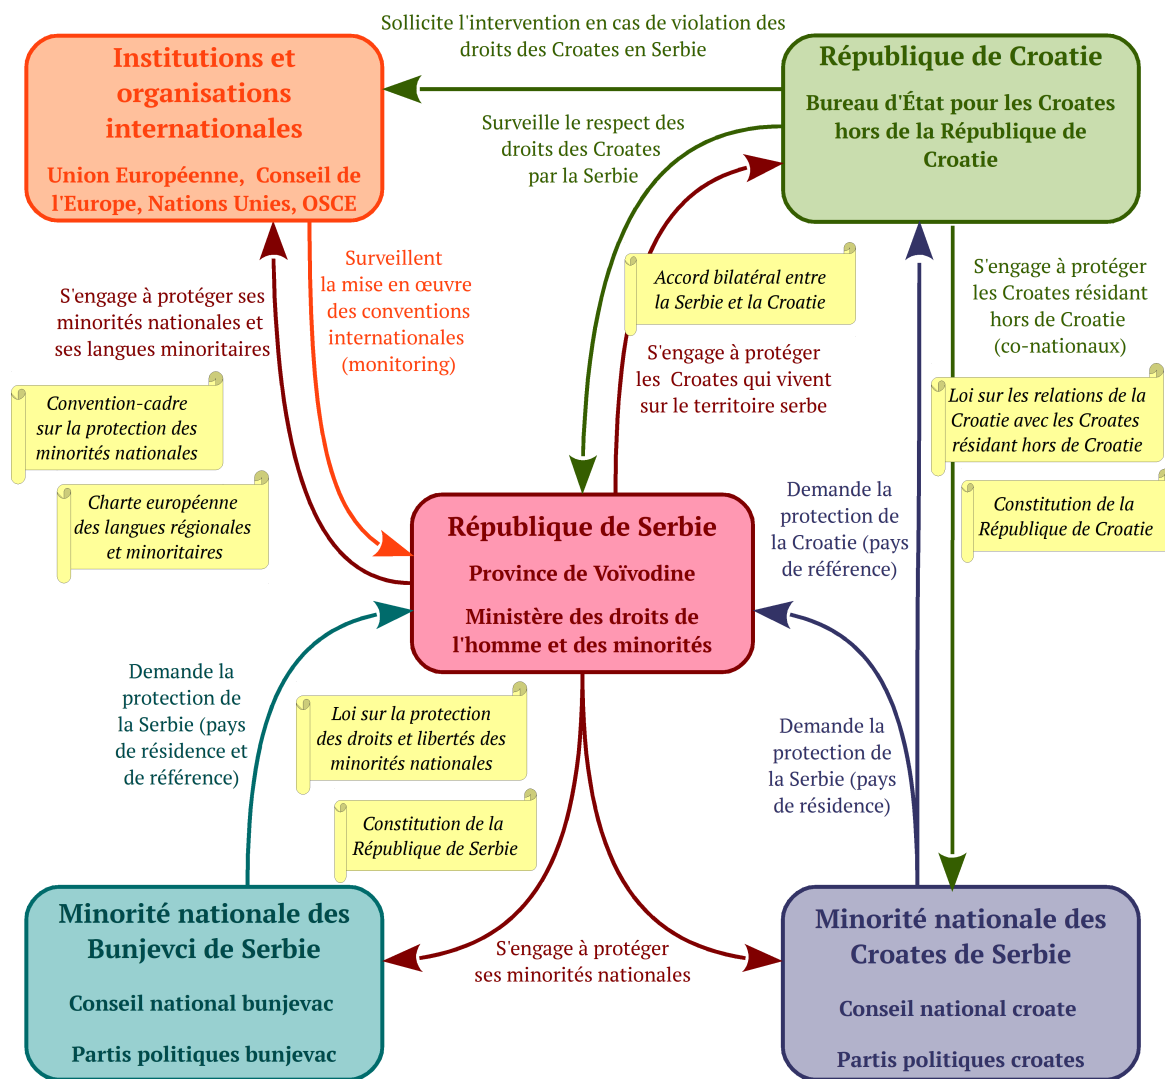 Sollicite l'intervention en cas de violation des
droits des Croates en Serbie
Institutions et
organisations
internationales
Union Européenne,  Conseil de
l'Europe, Nations Unies, OSCE
République de Croatie
Bureau d'État pour les Croates
hors de la République de
Croatie
Surveille le respect des
droits des Croates
par la Serbie
Surveillent
la mise en œuvre
des conventions
internationales
(monitoring)
S'engage à protéger ses
minorités nationales et
ses langues minoritaires
Accord bilatéral entre
la Serbie et la Croatie
S'engage à protéger
les Croates résidant
hors de Croatie
(co-nationaux)
S'engage à protéger
les  Croates qui vivent
sur le territoire serbe
Convention-cadre
sur la protection des
minorités nationales
Loi sur les relations de la
Croatie avec les Croates
résidant hors de Croatie
Charte européenne
des langues régionales
et minoritaires
Demande la
protection de
la Croatie (pays
de référence)
Constitution de la
République de Croatie
République de Serbie
Province de Voïvodine
Ministère des droits de
l'homme et des minorités
Demande la
protection de
la Serbie (pays
de résidence et
de référence)
Loi sur la protection
des droits et libertés des
minorités nationales
Demande la
protection de
la Serbie (pays
de résidence)
Constitution de la
République de Serbie
Minorité nationale des
Bunjevci de Serbie
Conseil national bunjevac
Partis politiques bunjevac
S'engage à protéger
ses minorités nationales
Minorité nationale des
Croates de Serbie
Conseil national croate
Partis politiques croates